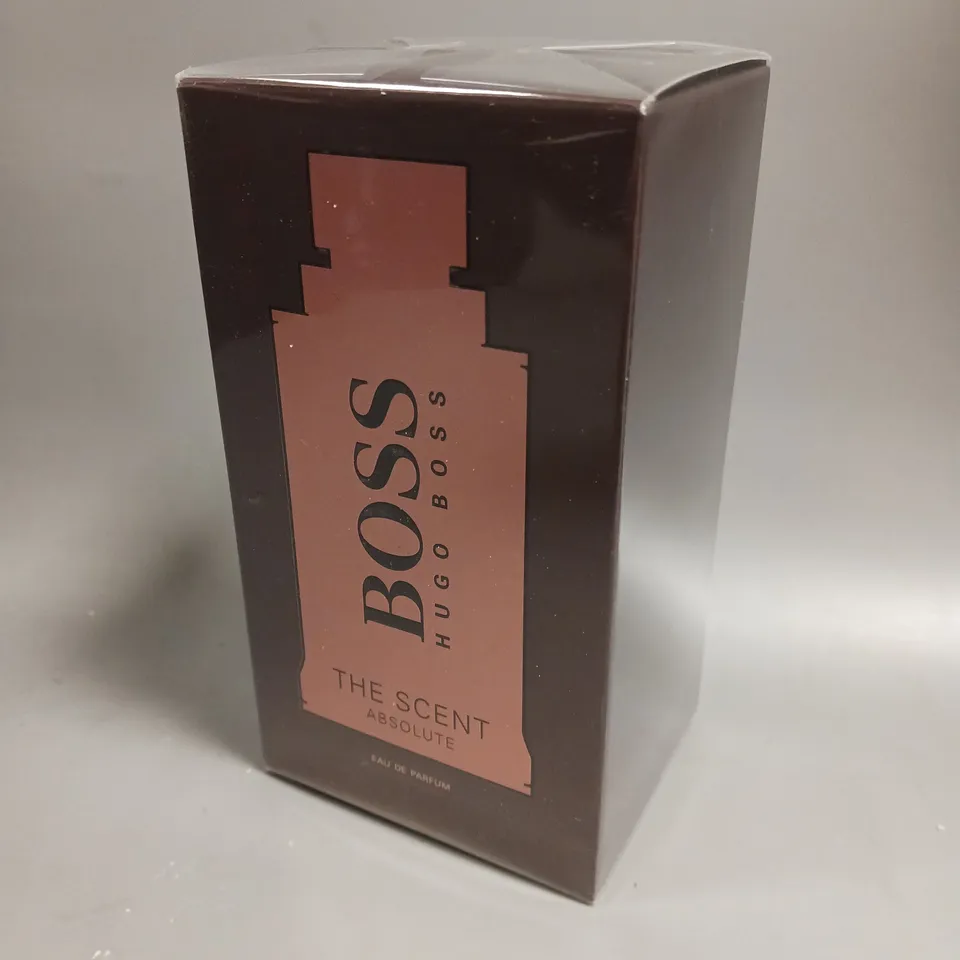 BOSS
HUGO BOSS
THE SCENT
ABSOLUTE
EAU DE PARFUM